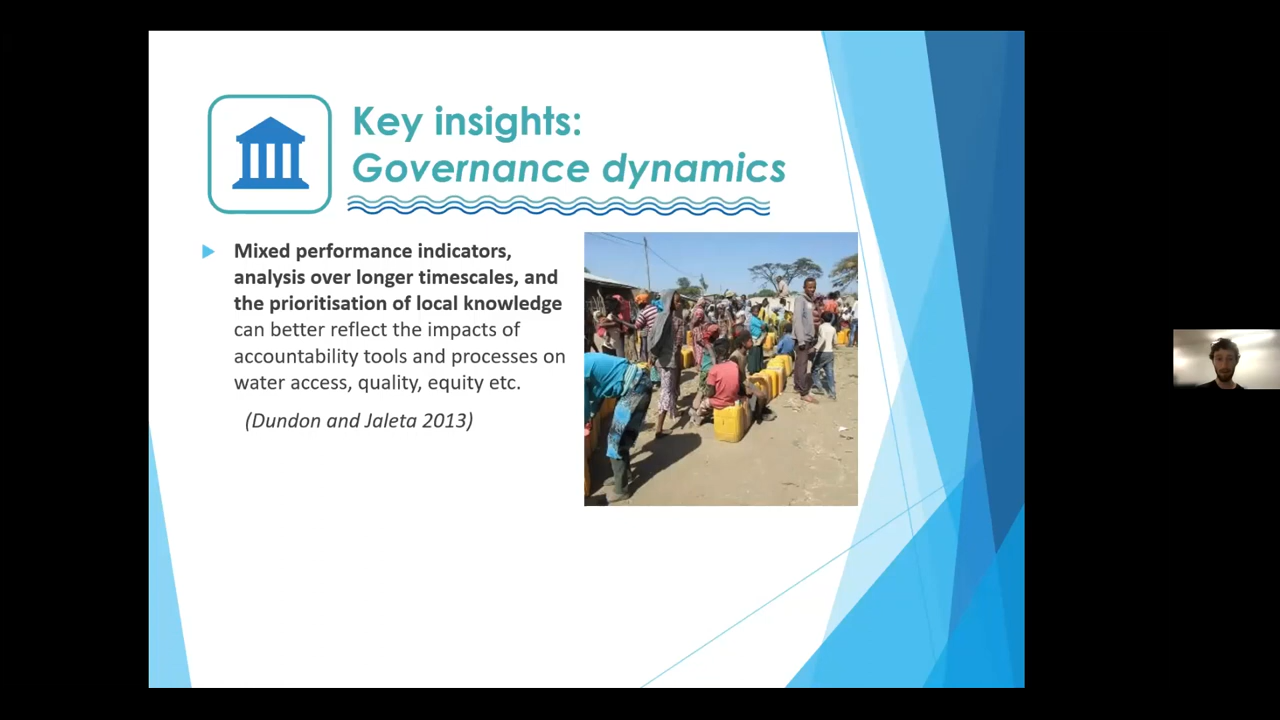 Key insights:
Governance dynamics
Mixed performance indicators,
analysis over longer timescales, and
the prioritisation of local knowledge
can better reflect the impacts of
accountability tools and processes on
water access, quality, equity etc.
(Dundon and Jaleta 2013)